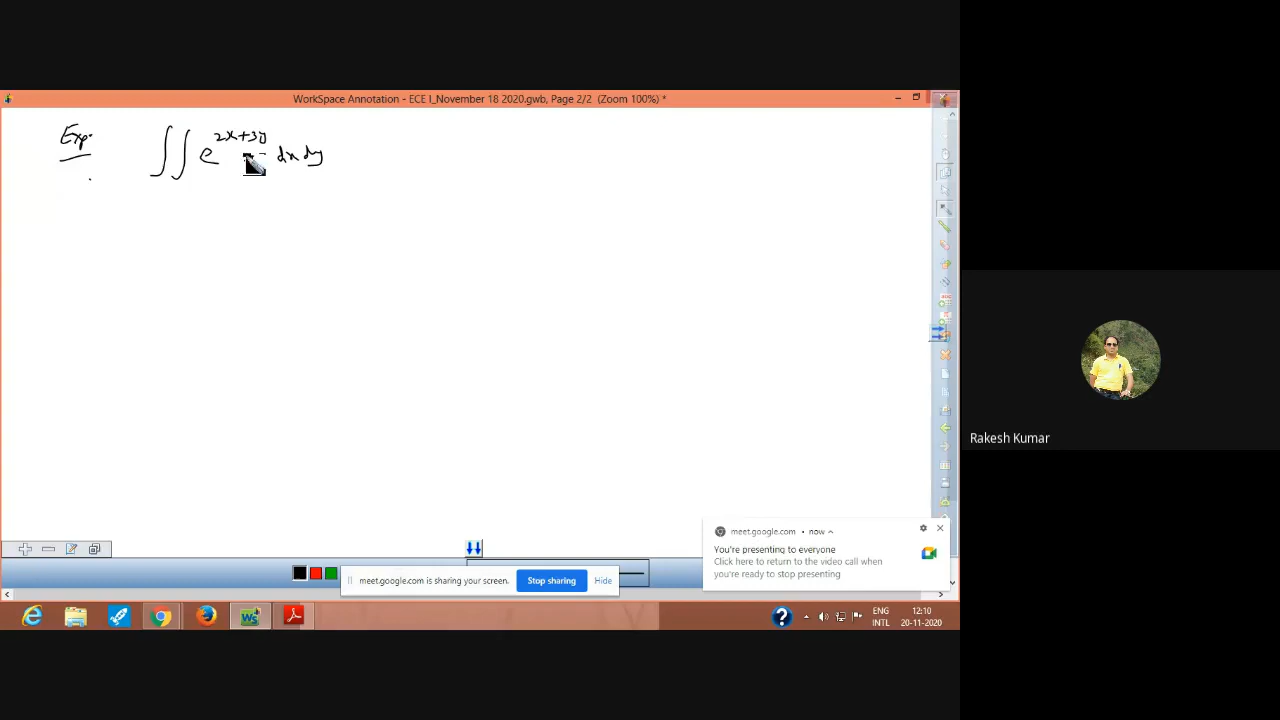 WorkSpace Annotation - ECE I_November 18 2020.gwb, Page 2/2 (Zoom 100%) *
Exp.
∫∫ e^{2x+3y} dx dy
Rakesh Kumar
meet.google.com • now
You're presenting to everyone
Click here to return to the video call when
you're ready to stop presenting
meet.google.com is sharing your screen. Stop sharing Hide
ENG 12:10
INTL 20-11-2020